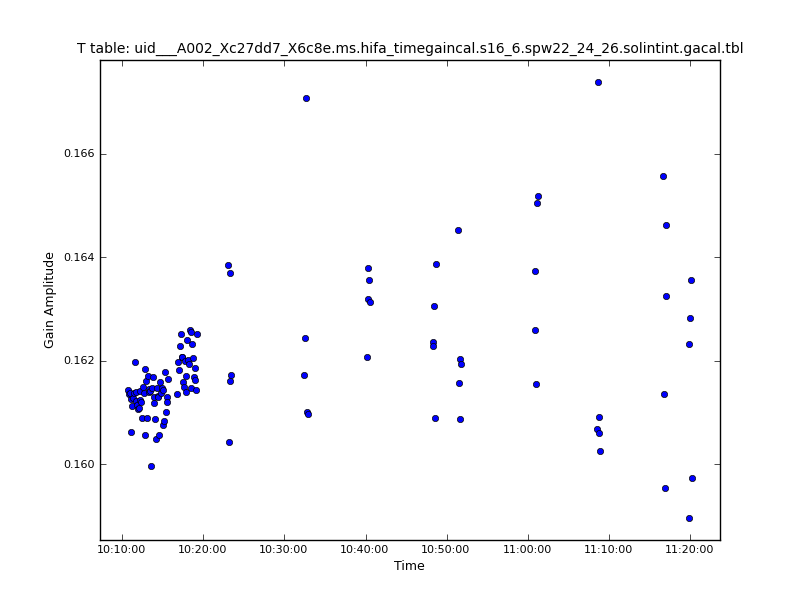 T table: uid___A002_Xc27dd7_X6c8e.ms.hifa_timegaincal.s16_6.spw22_24_26.solintint.gacal.tbl
0.166
0.164
0.162
0.160
Gain Amplitude
10:10:00 10:20:00 10:30:00 10:40:00 10:50:00 11:00:00 11:10:00 11:20:00
Time